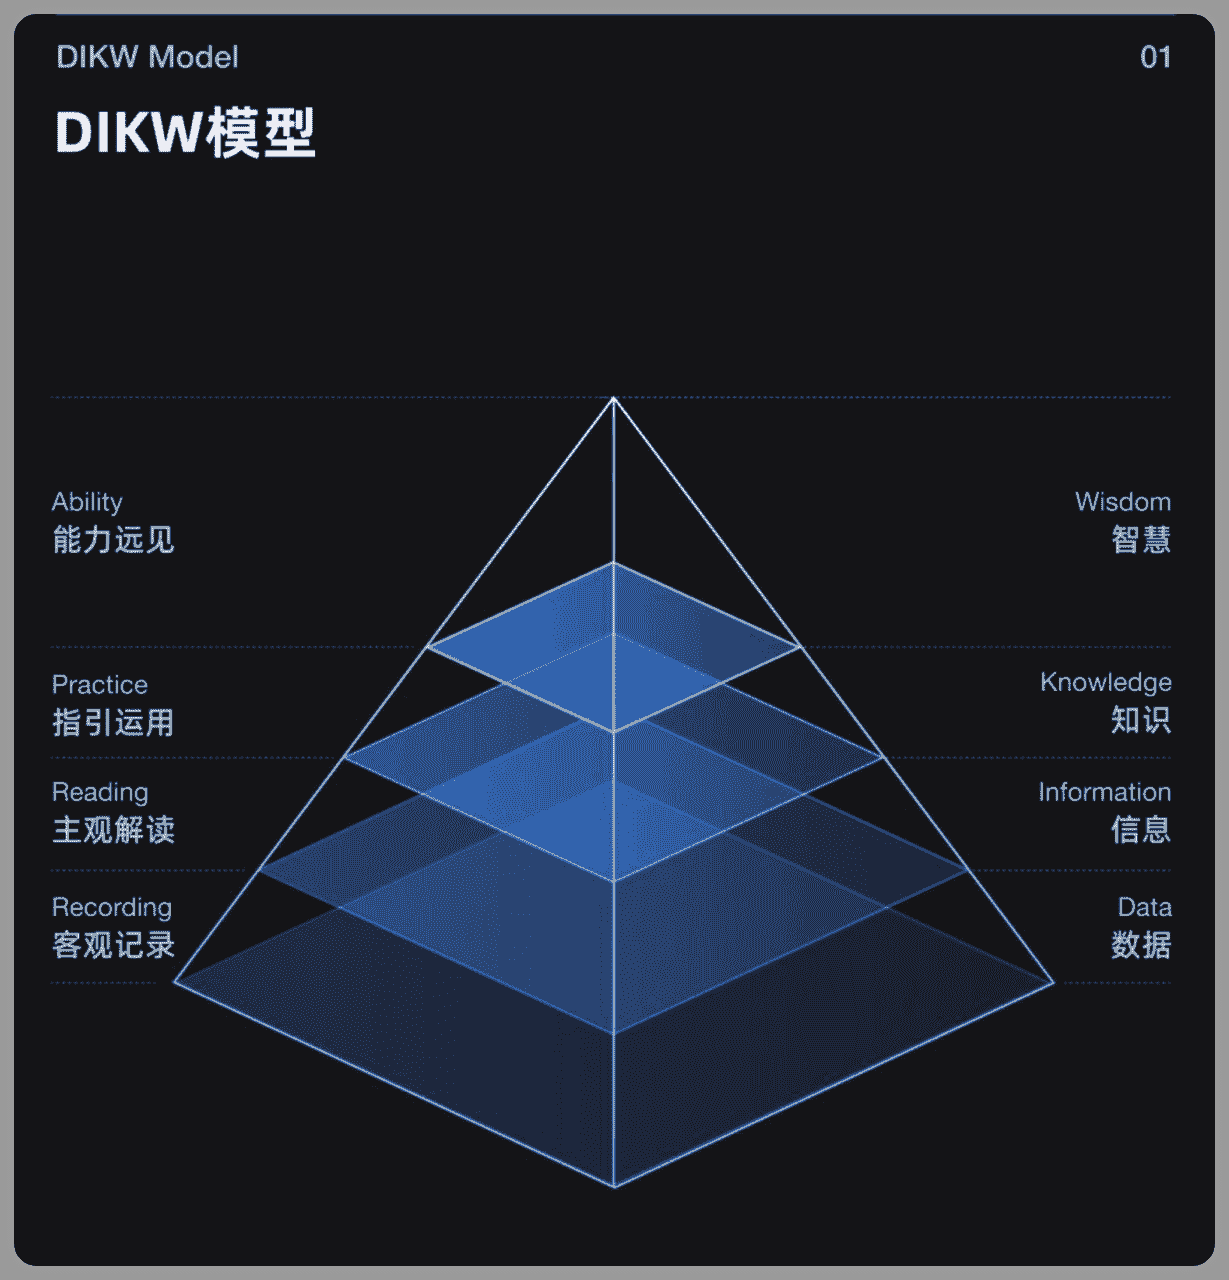 DIKW Model
01
DIKW模型
Ability
能力远见
Wisdom
智慧
Practice
指引运用
Knowledge
知识
Reading
主观解读
Information
信息
Recording
客观记录
Data
数据